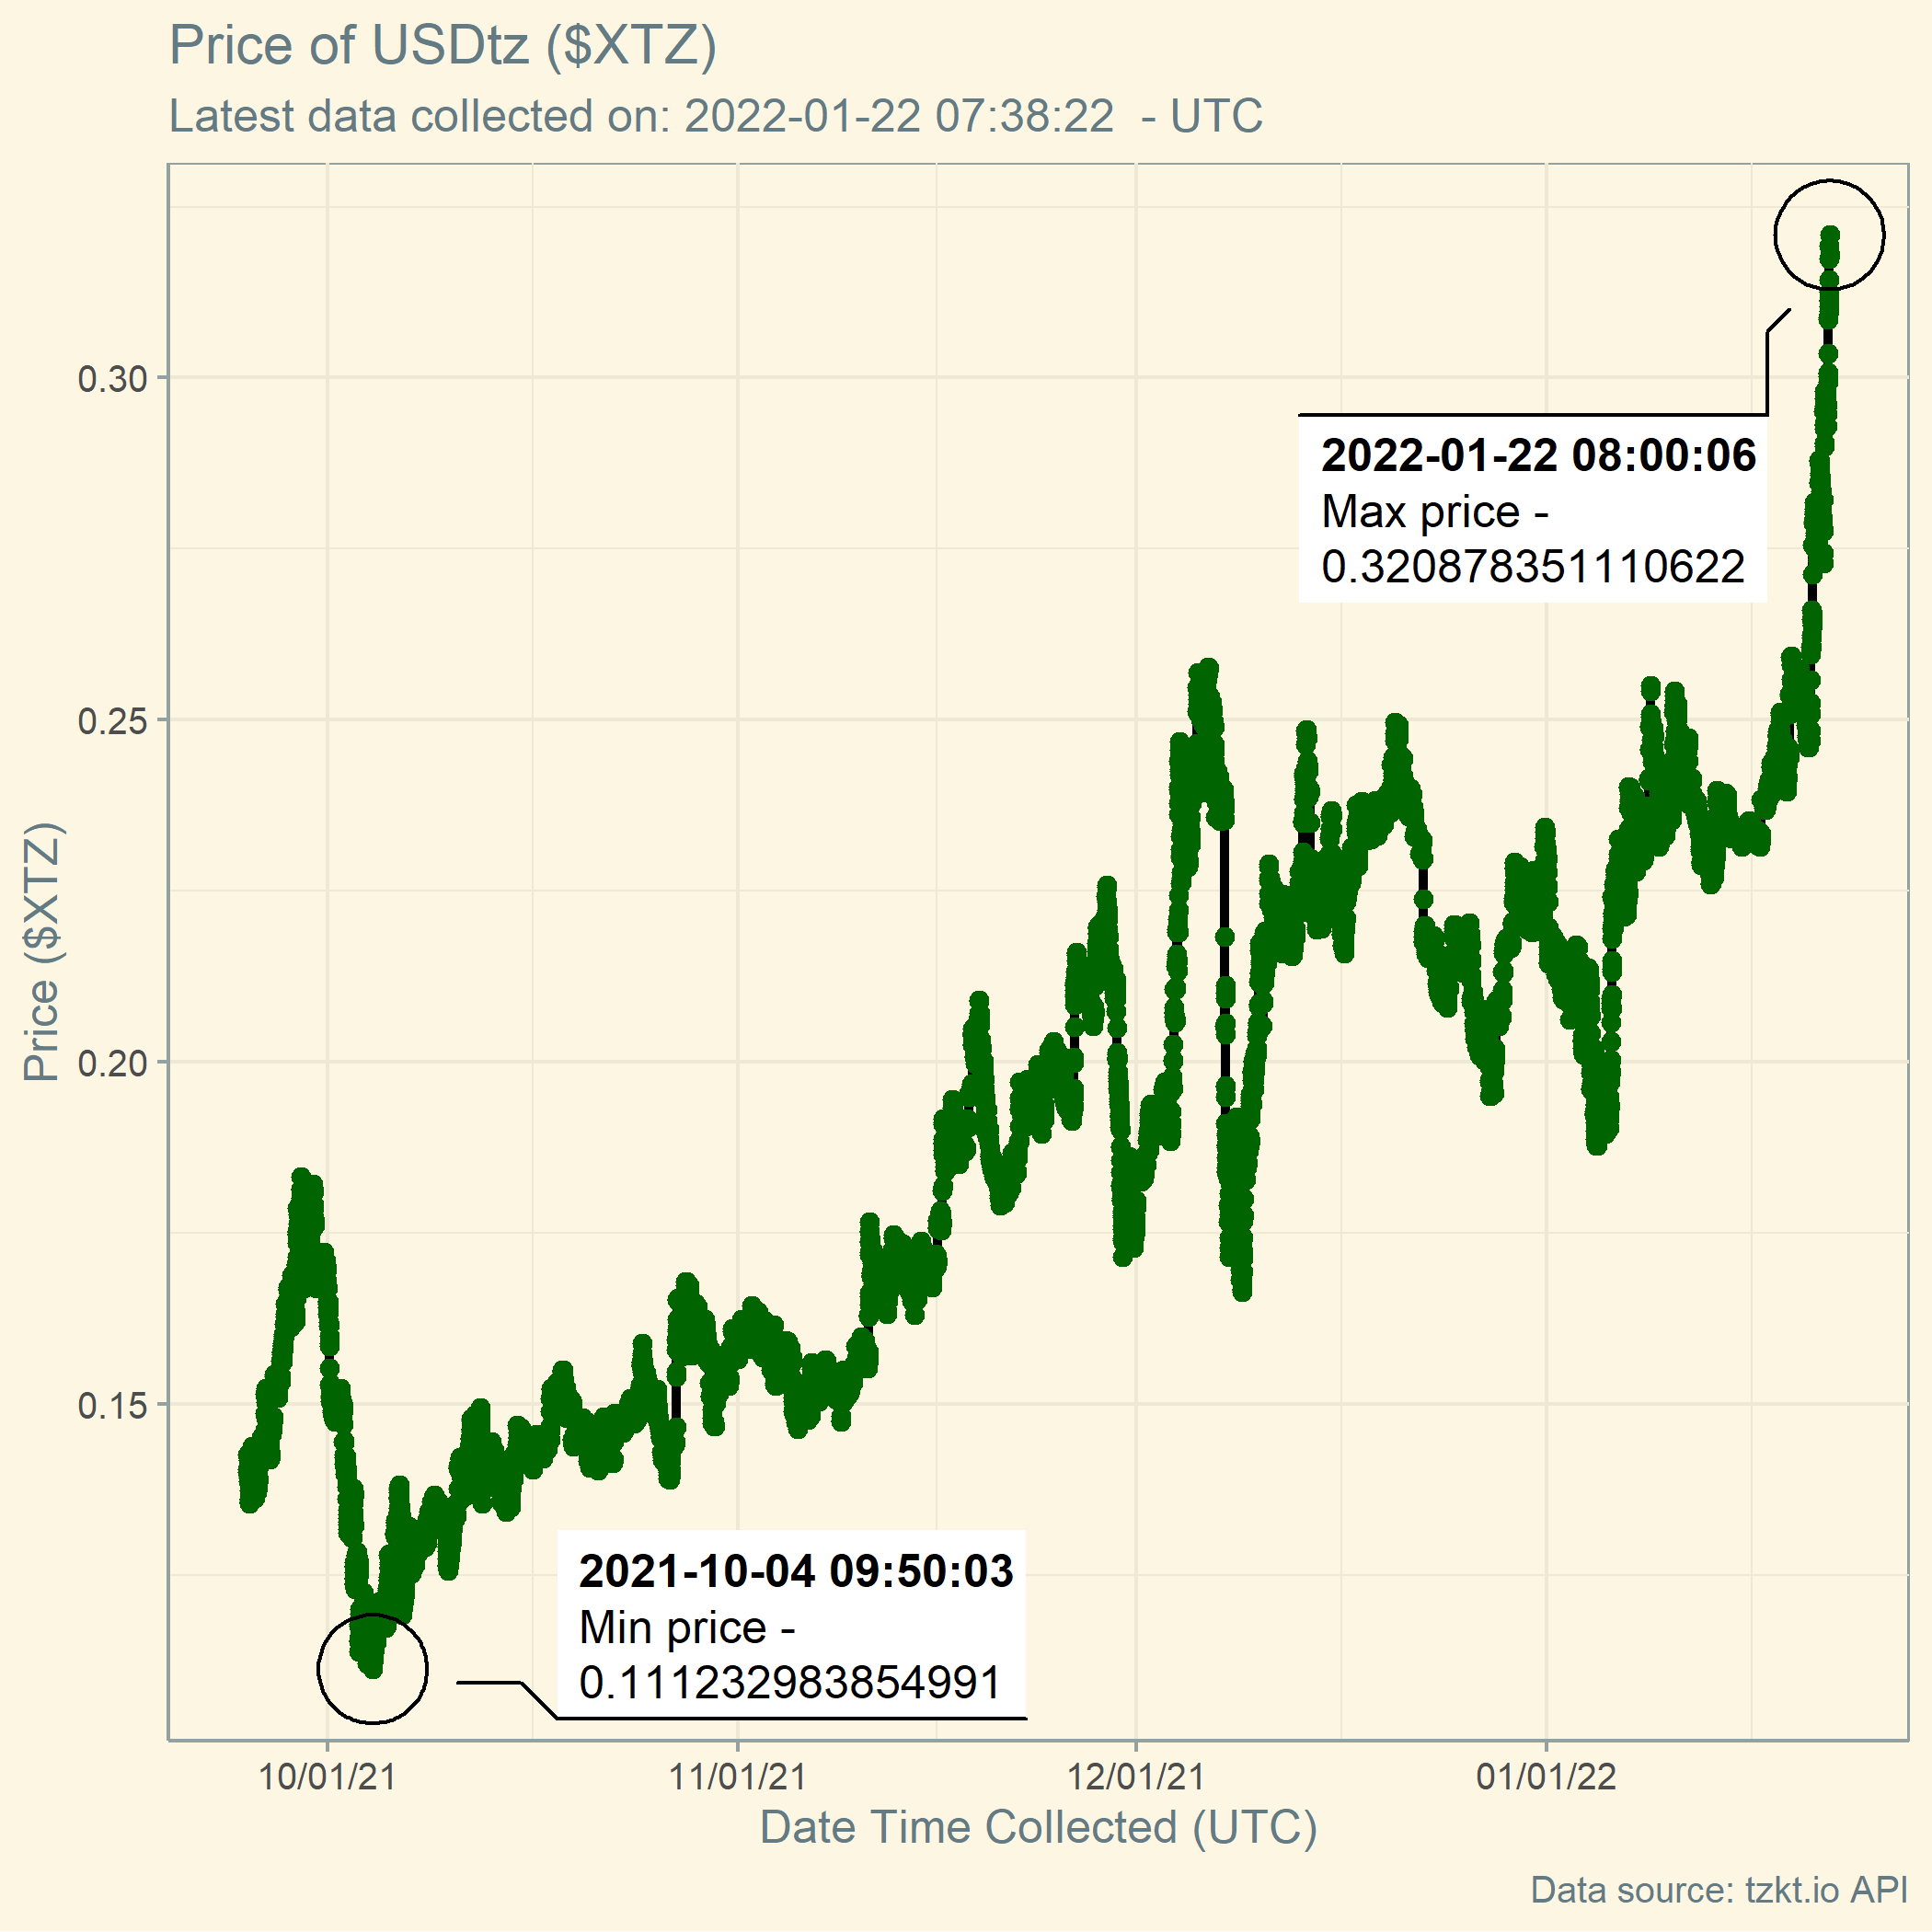 Price of USDtz ($XTZ)
Latest data collected on: 2022-01-22 07:38:22  - UTC
Price ($XTZ)
0.30
0.25
0.20
0.15
2022-01-22 08:00:06
Max price -
0.320878351110622
2021-10-04 09:50:03
Min price -
0.111232983854991
10/01/21
11/01/21
12/01/21
01/01/22
Date Time Collected (UTC)
Data source: tzkt.io API